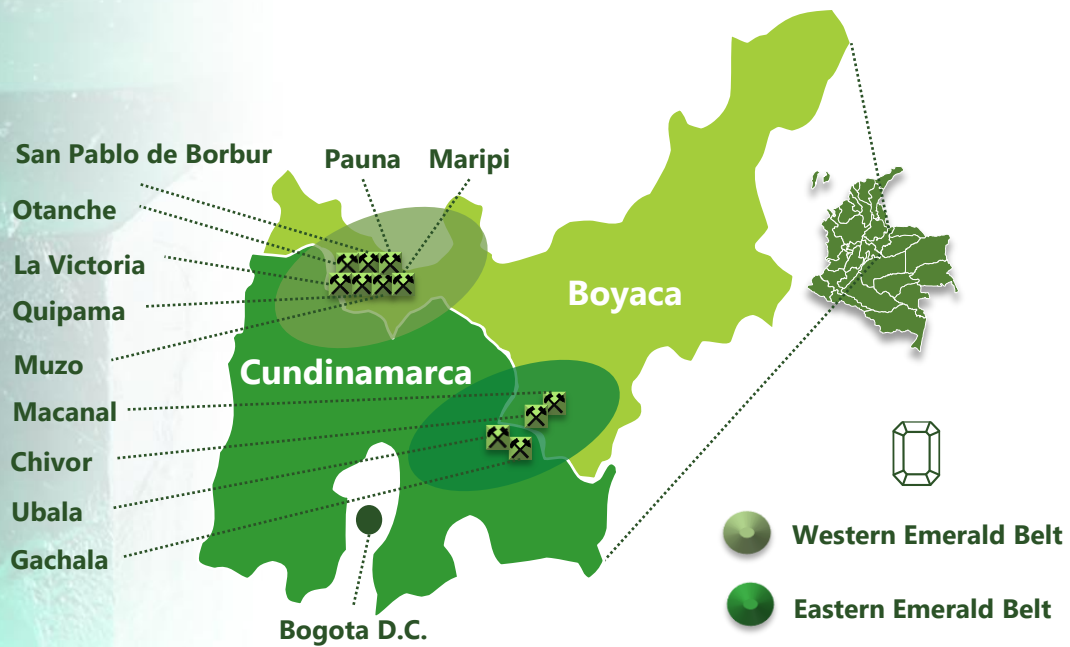 San Pablo de Borbur
Pauna
Maripi
Otanche
La Victoria
Quipama
Muzo
Macanal
Chivor
Ubala
Gachala
Boyaca
Cundinamarca
Bogota D.C.
Western Emerald Belt
Eastern Emerald Belt